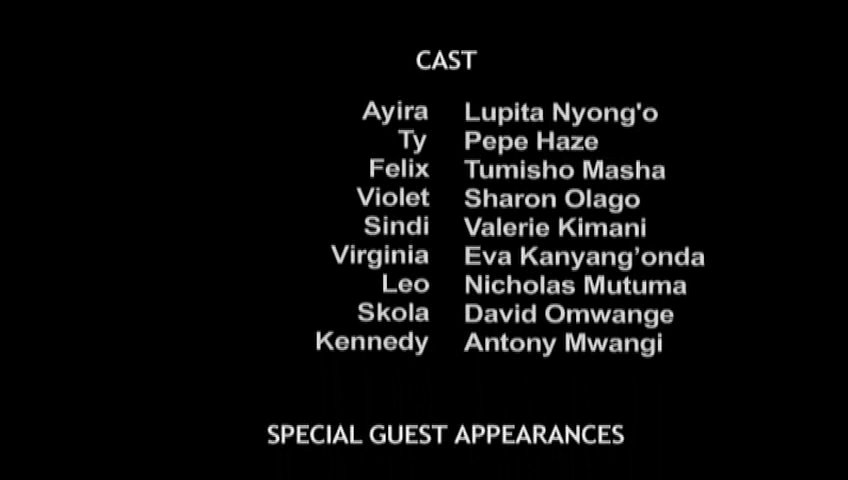 CAST
Ayira Lupita Nyong'o
Ty Pepe Haze
Felix Tumisho Masha
Violet Sharon Olago
Sindi Valerie Kimani
Virginia Eva Kanyang’onda
Leo Nicholas Mutuma
Skola David Omwange
Kennedy Antony Mwangi
SPECIAL GUEST APPEARANCES